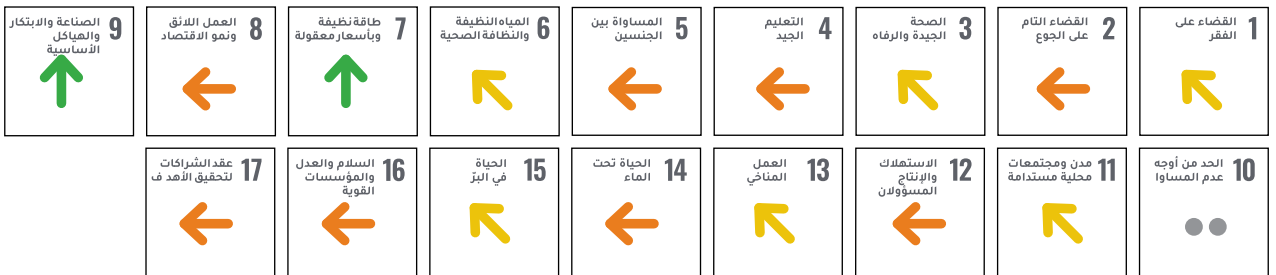 1 القضاء على
الفقر
2 القضاء التام
على الجوع
3 الصحة
الجيدة والرفاه
4 التعليم
الجيد
5 المساواة بين
الجنسين
6 المياه النظيفة
والنظافة الصحية
7 طاقة نظيفة
وبأسعار معقولة
8 العمل اللائق
ونمو الاقتصاد
9 الصناعة والابتكار
والهياكل
الأساسية
10 الحد من أوجه
عدم المساوا
11 مدن ومجتمعات
محلية مستدامة
12 الاستهلاك
والإنتاج
المسؤولان
13 العمل
المناخي
14 الحياة تحت
الماء
15 الحياة
في البرّ
16 السلام والعدل
والمؤسسات
القوية
17 عقد الشراكات
لتحقيق الأهد ف